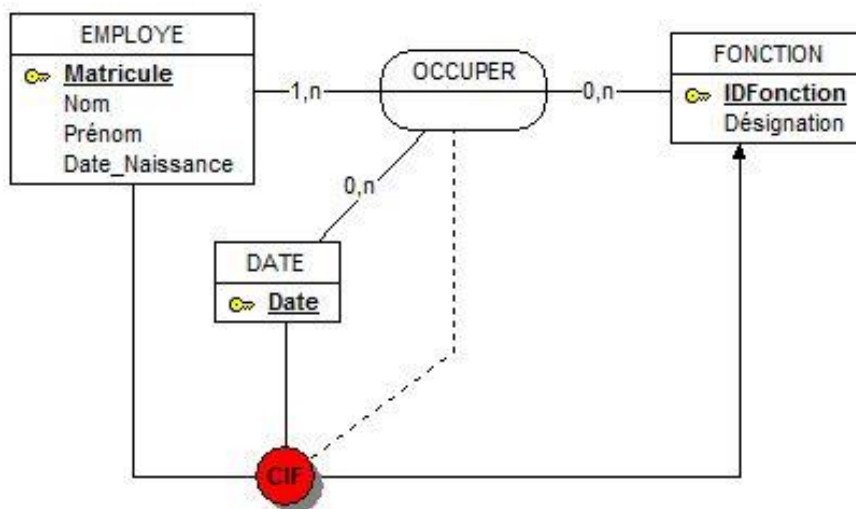 EMPLOYE
Matricule
Nom
Prénom
Date_Naissance
1,n
OCCUPER
0,n
FONCTION
IDFonction
Désignation
0,n
DATE
Date
CIF